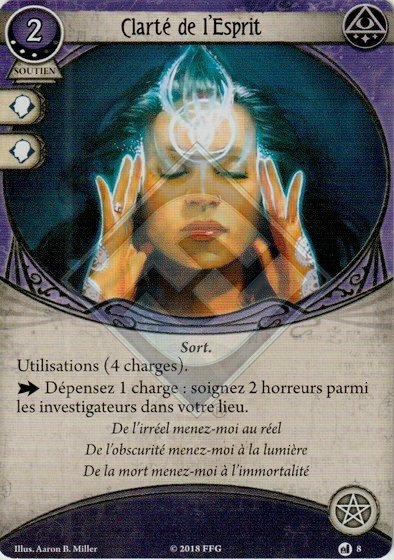 2
Clarté de l'Esprit
SOUTIEN
Sort.
Utilisations (4 charges).
Dépensez 1 charge : soignez 2 horreurs parmi
les investigateurs dans votre lieu.
De l'irréel menez-moi au réel
De l'obscurité menez-moi à la lumière
De la mort menez-moi à l'immortalité
Illus. Aaron B. Miller
© 2018 FFG
8